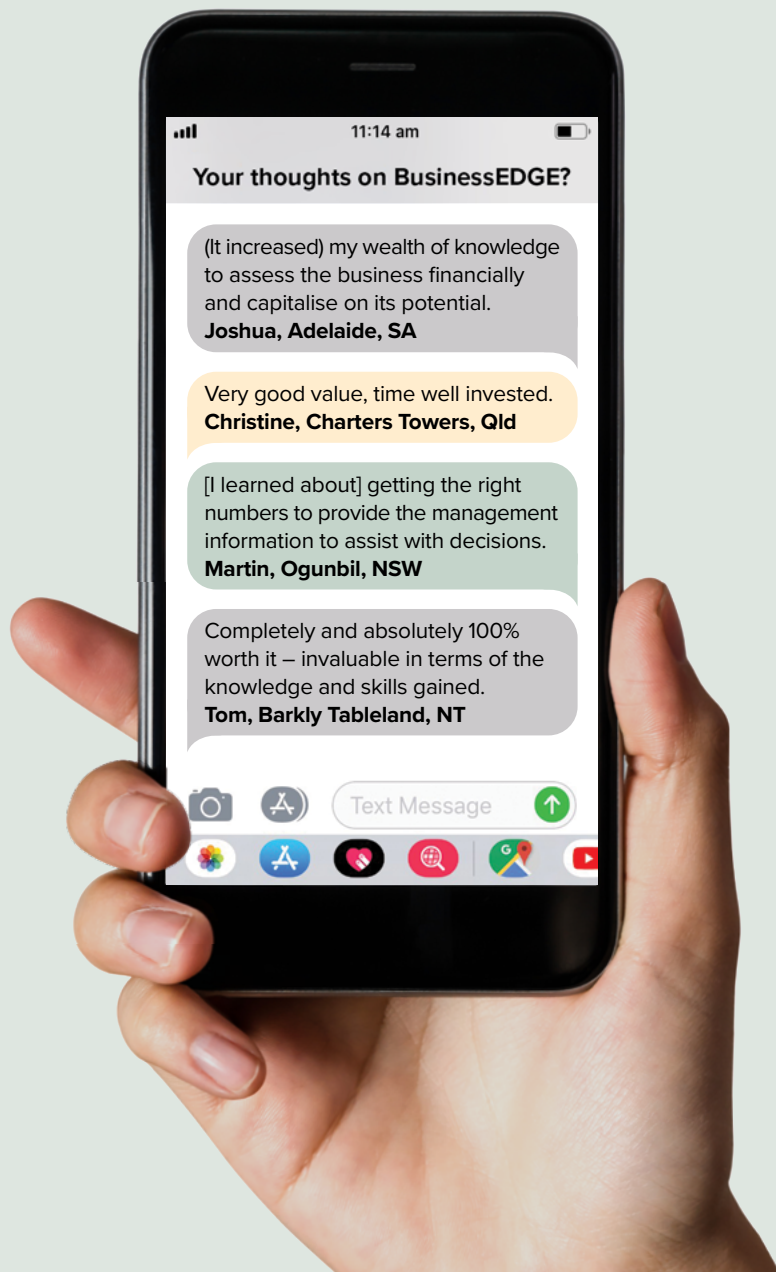 11:14 am
Your thoughts on BusinessEDGE?
(It increased) my wealth of knowledge
to assess the business financially
and capitalise on its potential.
Joshua, Adelaide, SA
Very good value, time well invested.
Christine, Charters Towers, Qld
[I learned about] getting the right
numbers to provide the management
information to assist with decisions.
Martin, Ogunbil, NSW
Completely and absolutely 100%
worth it – invaluable in terms of the
knowledge and skills gained.
Tom, Barkly Tableland, NT
Text Message
G